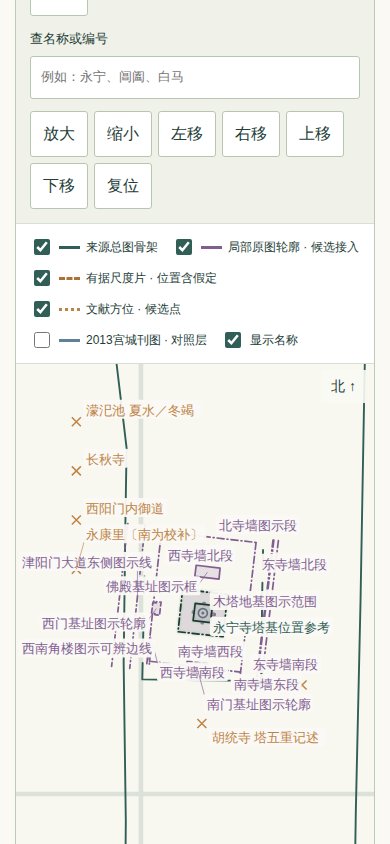 查名称或编号
例如：永宁、阊阖、白马
放大
缩小
左移
右移
上移
下移
复位
来源总图骨架
局部原图轮廓 · 候选接入
有据尺度片 · 位置含假定
文献方位 · 候选点
2013宫城刊图 · 对照层
显示名称
北 ↑
濛汜池 夏水／冬竭
长秋寺
西阳门内御道
北寺墙图示段
永康里〔南为校补〕
西寺墙北段
津阳门大道东侧图示线
东寺墙北段
佛殿基址图示框
木塔地基图示范围
西门基址图示轮廓
永宁寺塔基位置参考
西南角楼图示可辨边线
南寺墙西段
东寺墙南段
西寺墙南段
南寺墙东段
南门基址图示轮廓
胡统寺 塔五重记述